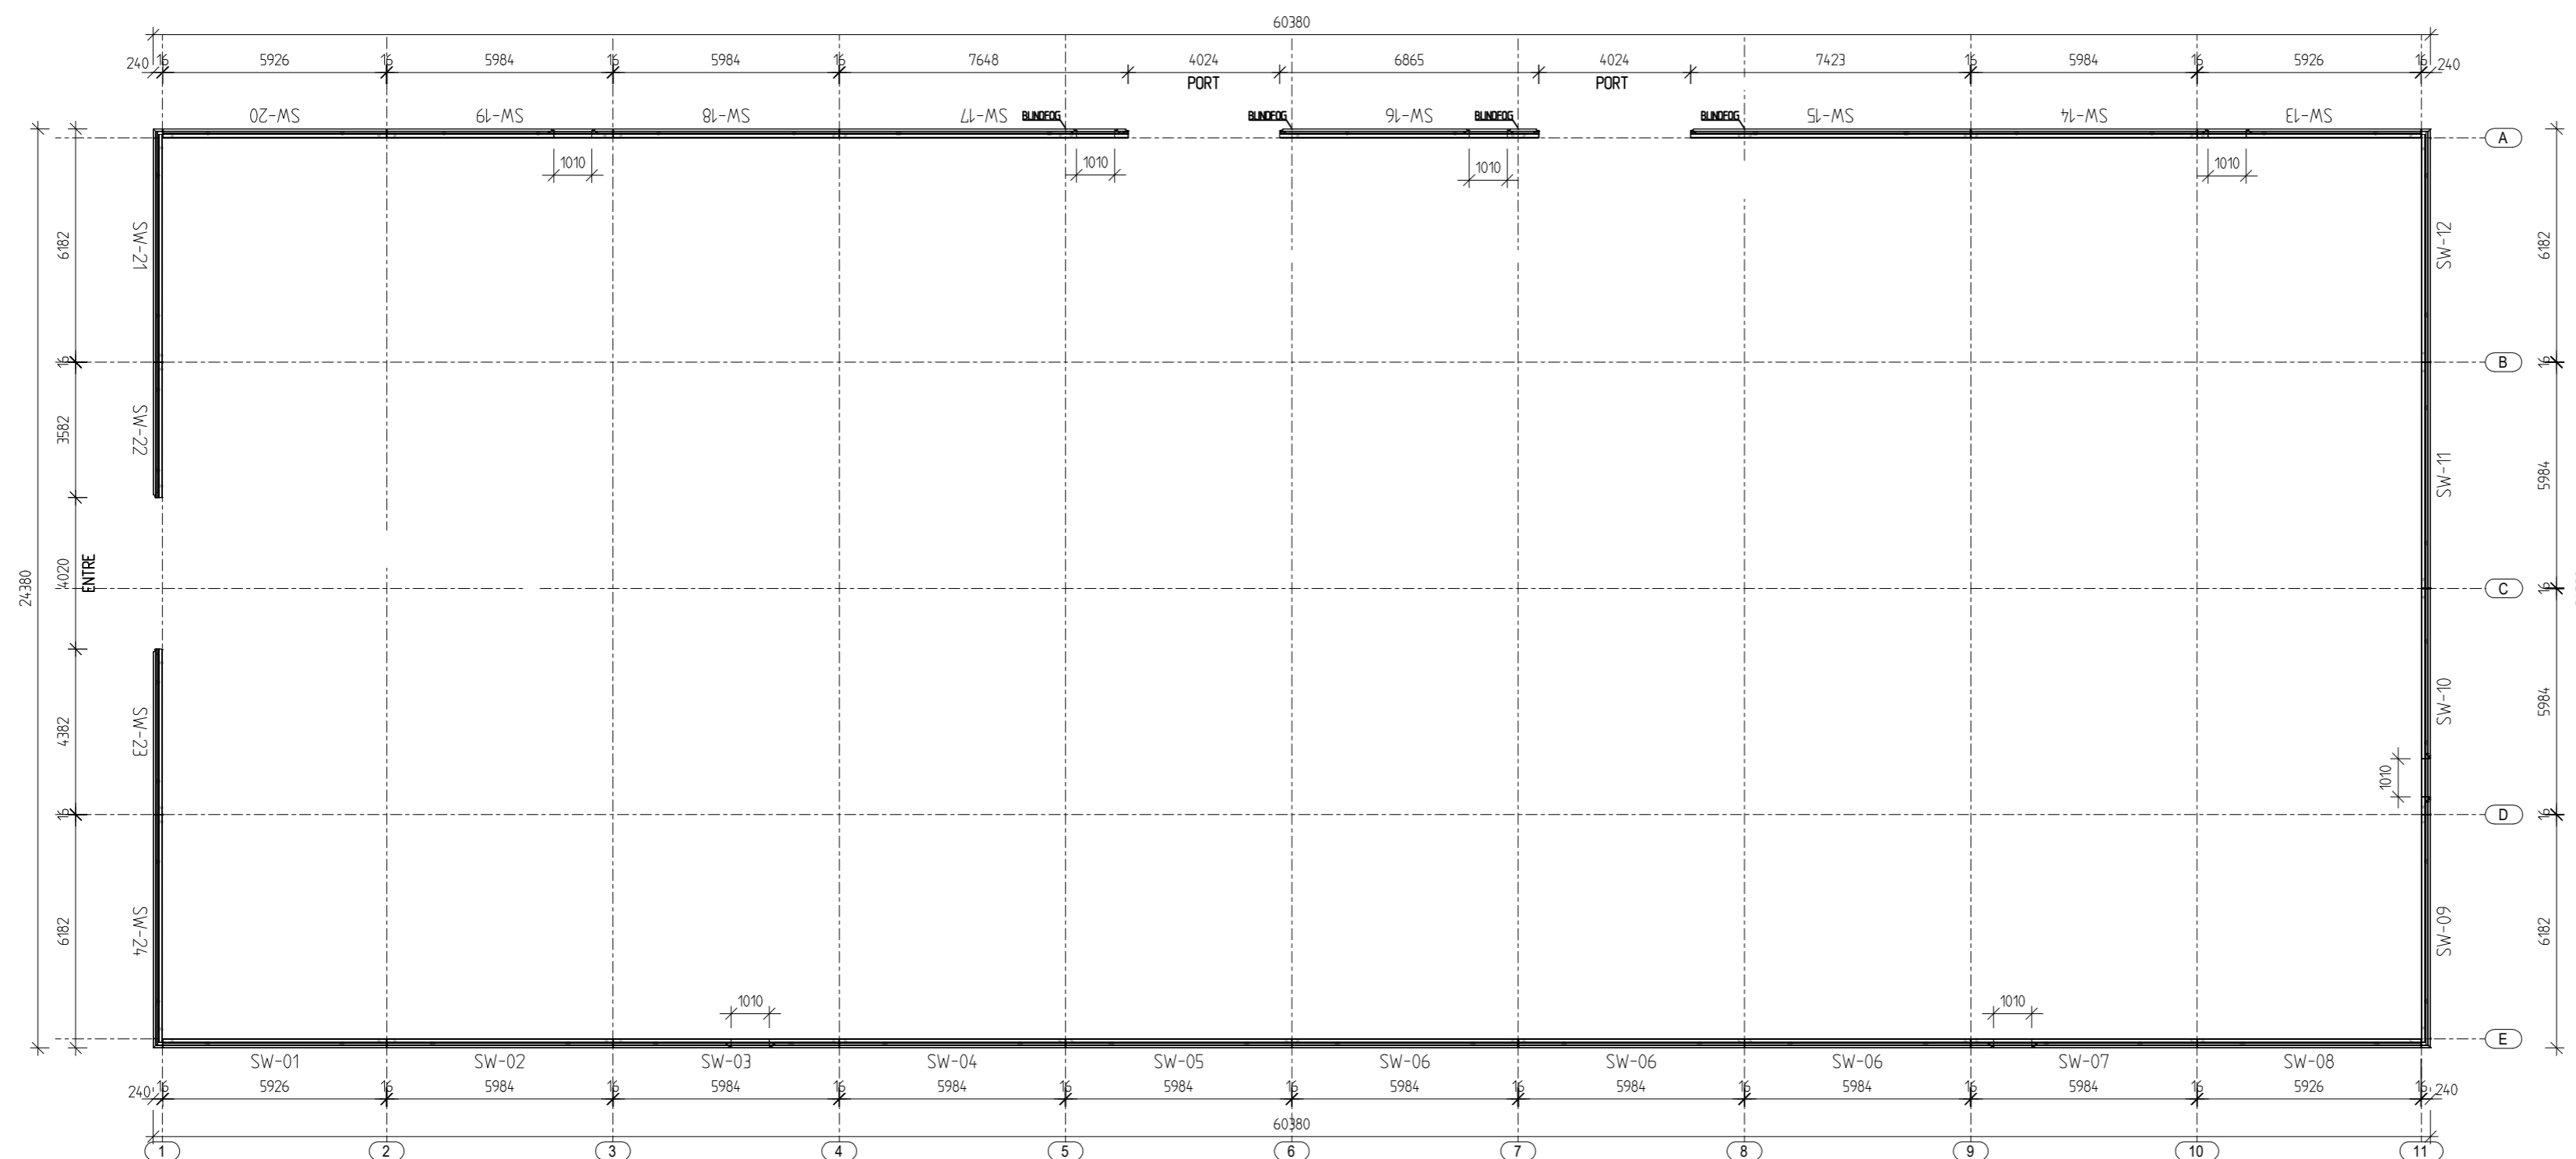 60380
240 16 5926 16 5984 16 5984 16 7648 4024 6865 4024 7423 16 5984 16 5926 16 240
PORT PORT
SW-20 SW-19 SW-18 SW-17 BLINDFOG BLINDFOG SW-16 BLINDFOG BLINDFOG SW-15 SW-14 SW-13
A
1010 1010 1010 1010
6182 SW-21 SW-12 6182
16 B 16
3582 SW-22 SW-11 5984
24380 4020 ENTRE C 16
4382 SW-23 SW-10 5984
1010
16 D 16
6182 SW-24 SW-09 6182
1010 1010
E
SW-01 SW-02 SW-03 SW-04 SW-05 SW-06 SW-06 SW-06 SW-07 SW-08
240 16 5926 16 5984 16 5984 16 5984 16 5984 16 5984 16 5984 16 5984 16 5984 16 5926 16 240
60380
1 2 3 4 5 6 7 8 9 10 11